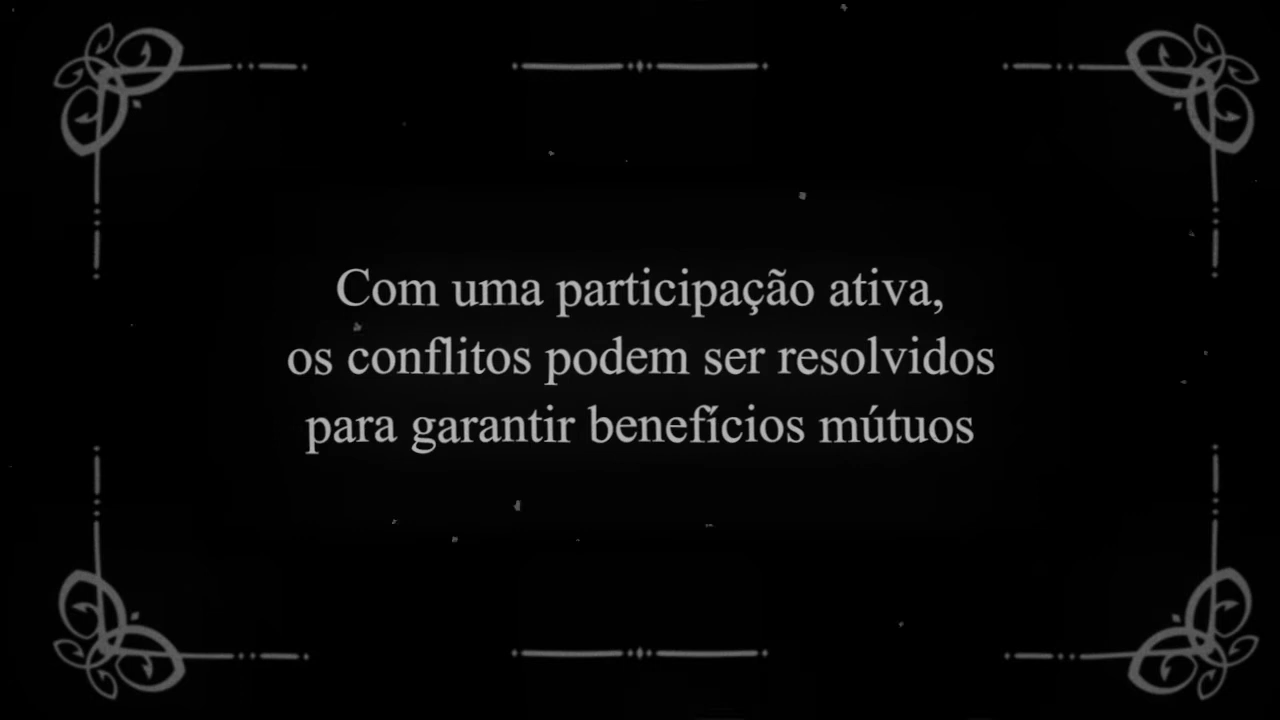 Com uma participação ativa,
os conflitos podem ser resolvidos
para garantir benefícios mútuos